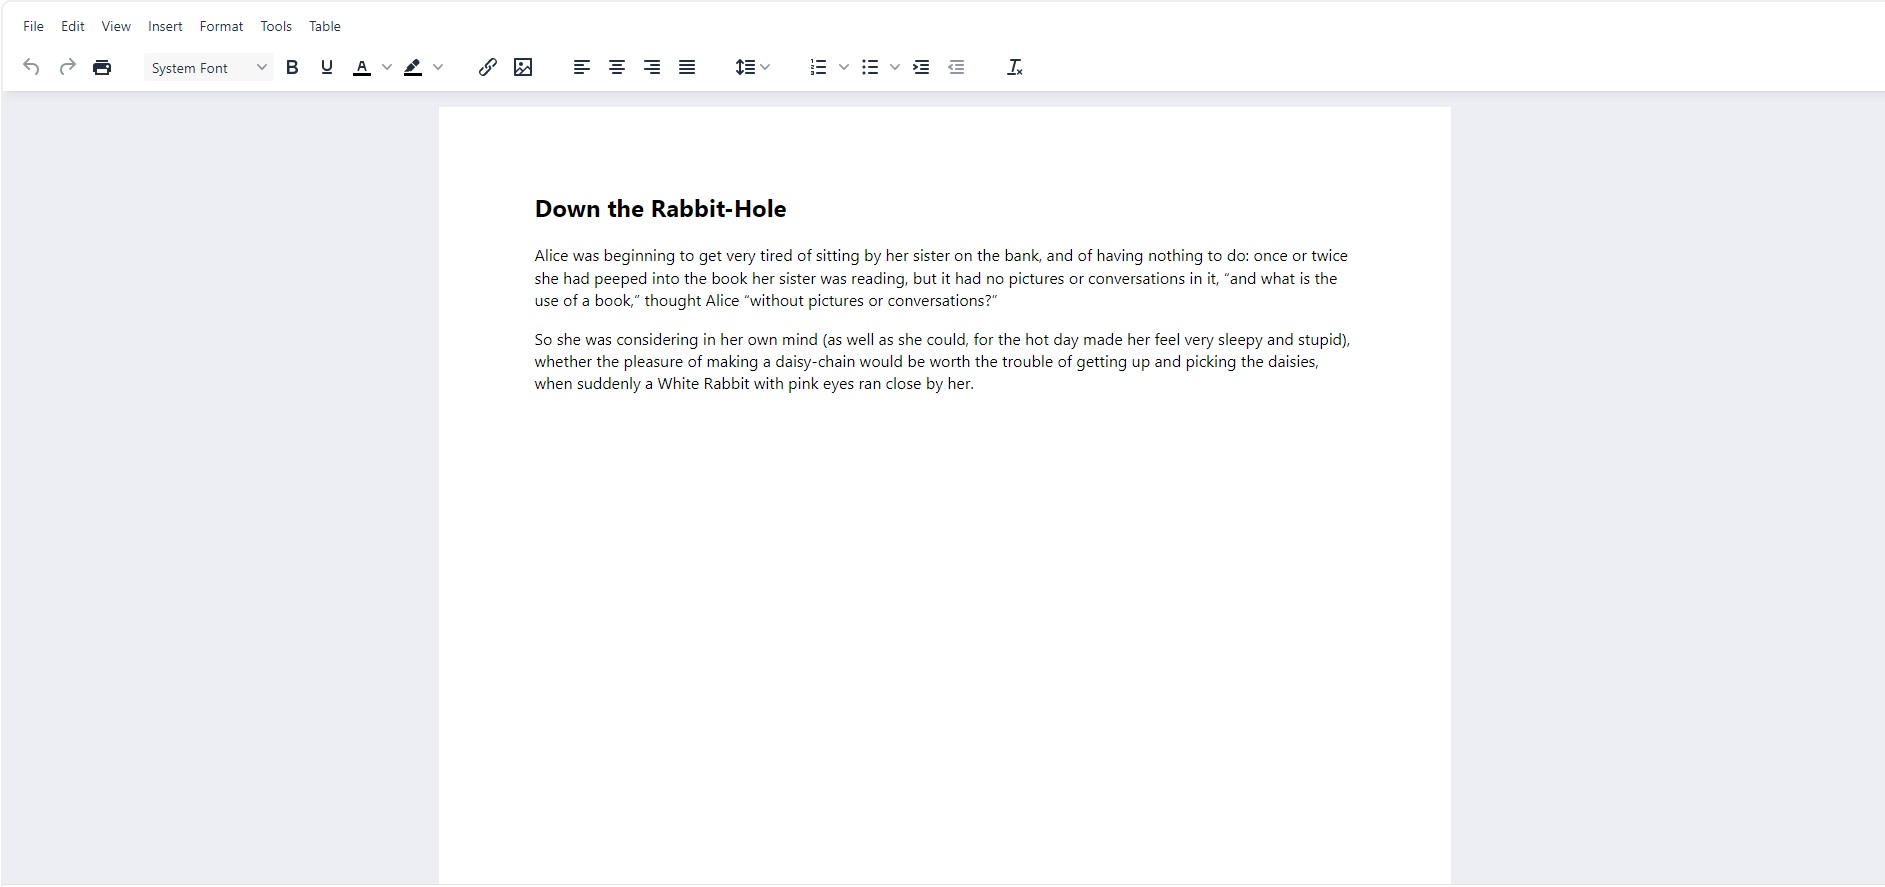 File Edit View Insert Format Tools Table
System Font B U A
Down the Rabbit-Hole
Alice was beginning to get very tired of sitting by her sister on the bank, and of having nothing to do: once or twice
she had peeped into the book her sister was reading, but it had no pictures or conversations in it, “and what is the
use of a book,” thought Alice “without pictures or conversations?”
So she was considering in her own mind (as well as she could, for the hot day made her feel very sleepy and stupid),
whether the pleasure of making a daisy-chain would be worth the trouble of getting up and picking the daisies,
when suddenly a White Rabbit with pink eyes ran close by her.